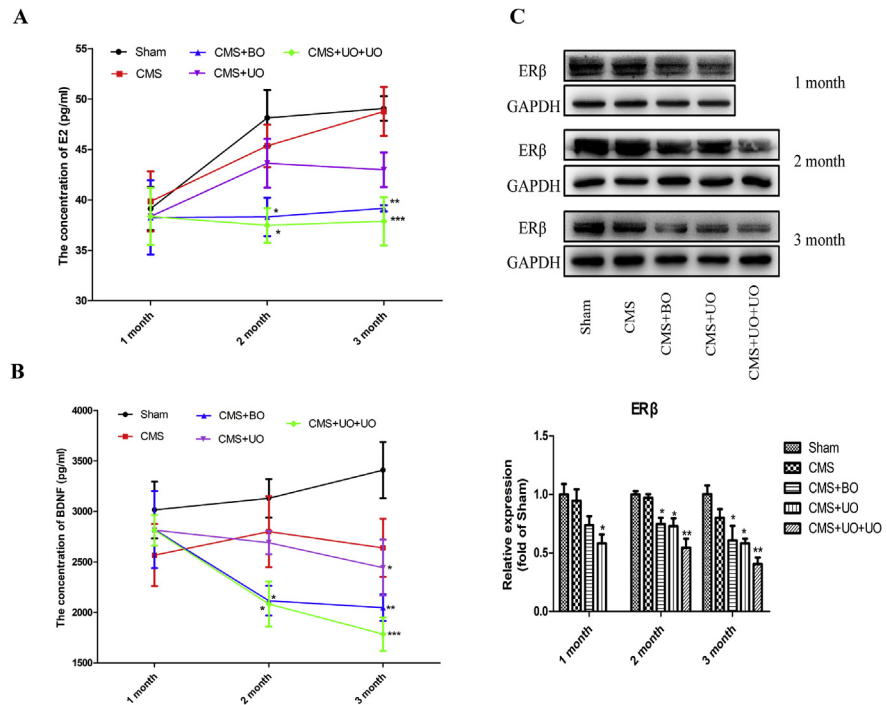 A
The concentration of E2 (pg/ml)
55
50
45
40
35
30
Sham
CMS
CMS+BO
CMS+UO
CMS+UO+UO
*
*
**
***
1 month
2 month
3 month
B
The concentration of BDNF (pg/ml)
4000
3500
3000
2500
2000
1500
Sham
CMS
CMS+BO
CMS+UO
CMS+UO+UO
*
*
*
**
***
1 month
2 month
3 month
C
ERβ
GAPDH
1 month
ERβ
GAPDH
2 month
ERβ
GAPDH
3 month
Sham
CMS
CMS+BO
CMS+UO
CMS+UO+UO
ERβ
Relative expression
(fold of Sham)
1.5
1.0
0.5
0.0
*
* * **
* * **
1 month
2 month
3 month
Sham
CMS
CMS+BO
CMS+UO
CMS+UO+UO